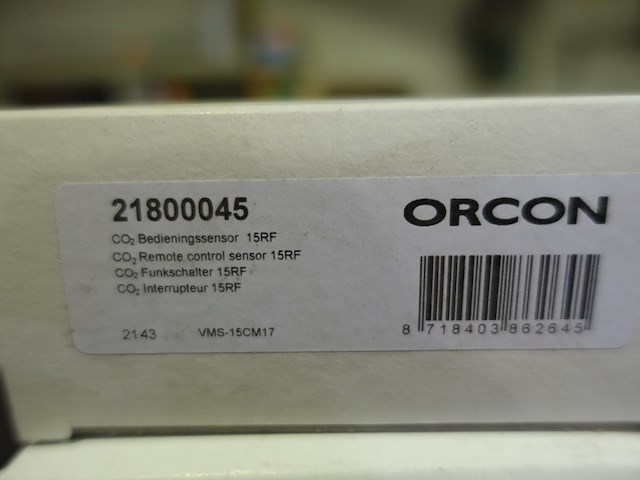 21800045
CO₂ Bedieningssensor 15RF
CO₂ Remote control sensor 15RF
CO₂ Funkschalter 15RF
CO₂ Interrupteur 15RF
2143 VMS-15CM17
ORCON
8 718403 862645